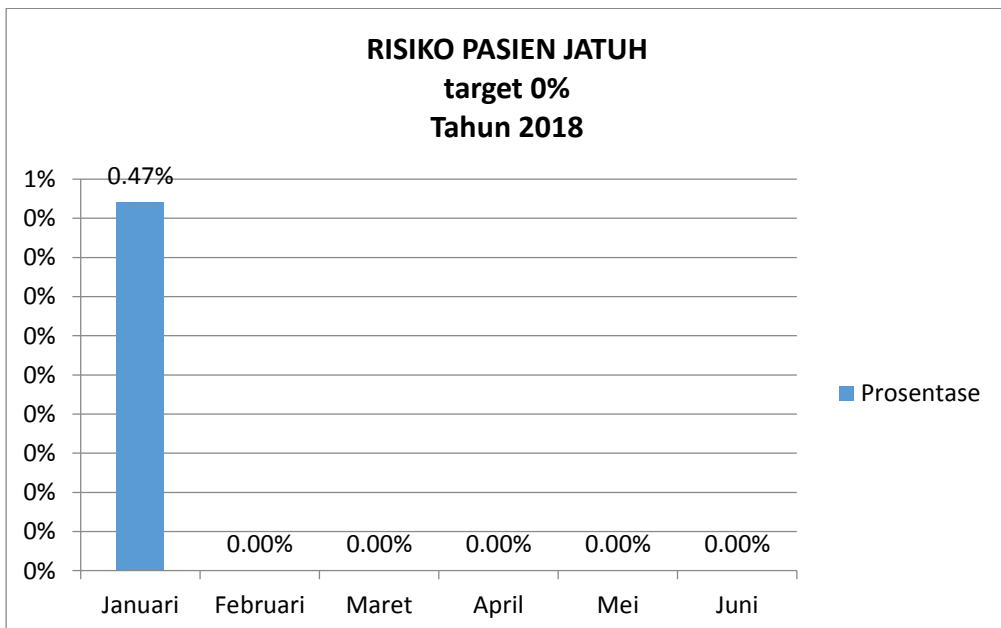 RISIKO PASIEN JATUH
target 0%
Tahun 2018
1%
0%
0%
0%
0%
0%
0%
0%
0%
0%
0%
0.47%
0.00%
0.00%
0.00%
0.00%
0.00%
Januari
Februari
Maret
April
Mei
Juni
Prosentase